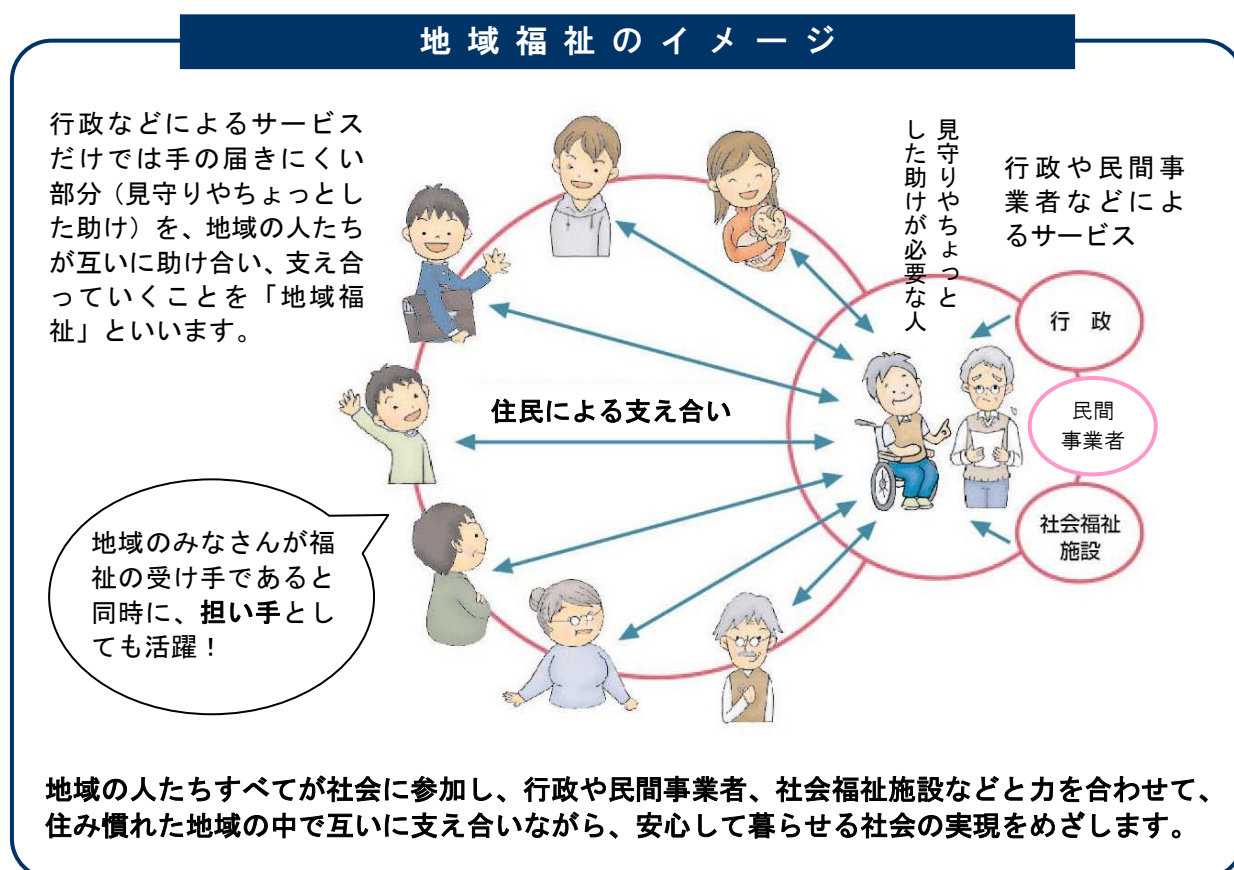 地域福祉のイメージ
行政などによるサービス
だけでは手の届きにくい
部分（見守りやちょっとし
た助け）を、地域の人たち
が互いに助け合い、支え合
っていくことを「地域福
祉」といいます。
見守りやちょっと
した助けが必要な人
行政や民間事
業者などによ
るサービス
行　政
民間
事業者
社会福祉
施設
住民による支え合い
地域のみなさんが福
祉の受け手であると
同時に、担い手とし
ても活躍！
地域の人たちすべてが社会に参加し、行政や民間事業者、社会福祉施設などと力を合わせて、
住み慣れた地域の中で互いに支え合いながら、安心して暮らせる社会の実現をめざします。